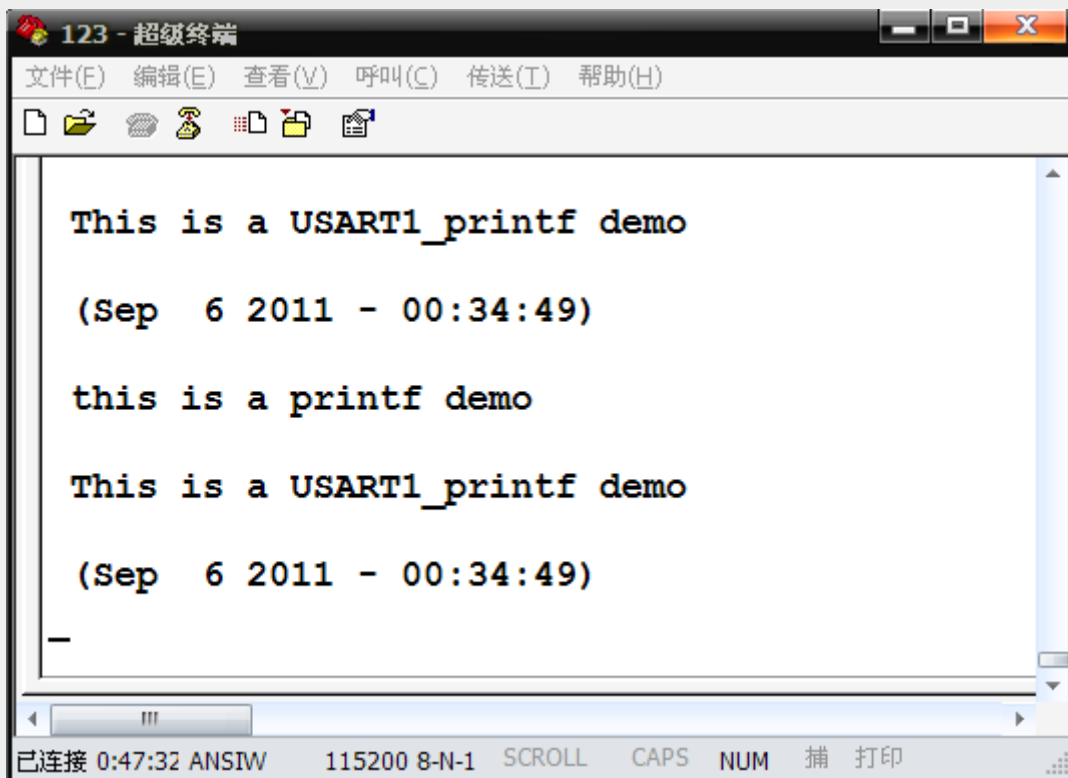 123 - 超级终端
文件(F) 编辑(E) 查看(V) 呼叫(C) 传送(T) 帮助(H)
This is a USART1_printf demo
(Sep  6 2011 - 00:34:49)
this is a printf demo
This is a USART1_printf demo
(Sep  6 2011 - 00:34:49)
_
已连接 0:47:32 ANSIW 115200 8-N-1 SCROLL CAPS NUM 捕 打印